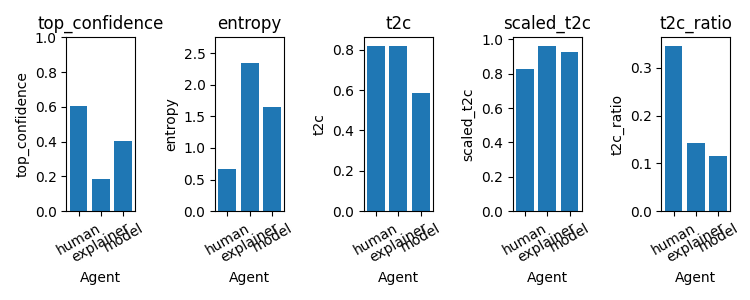 top_confidence
top_confidence
1.0
0.8
0.6
0.4
0.2
0.0
human
explainer
model
Agent
entropy
entropy
2.5
2.0
1.5
1.0
0.5
0.0
human
explainer
model
Agent
t2c
t2c
0.8
0.6
0.4
0.2
0.0
human
explainer
model
Agent
scaled_t2c
scaled_t2c
1.0
0.8
0.6
0.4
0.2
0.0
human
explainer
model
Agent
t2c_ratio
t2c_ratio
0.3
0.2
0.1
0.0
human
explainer
model
Agent